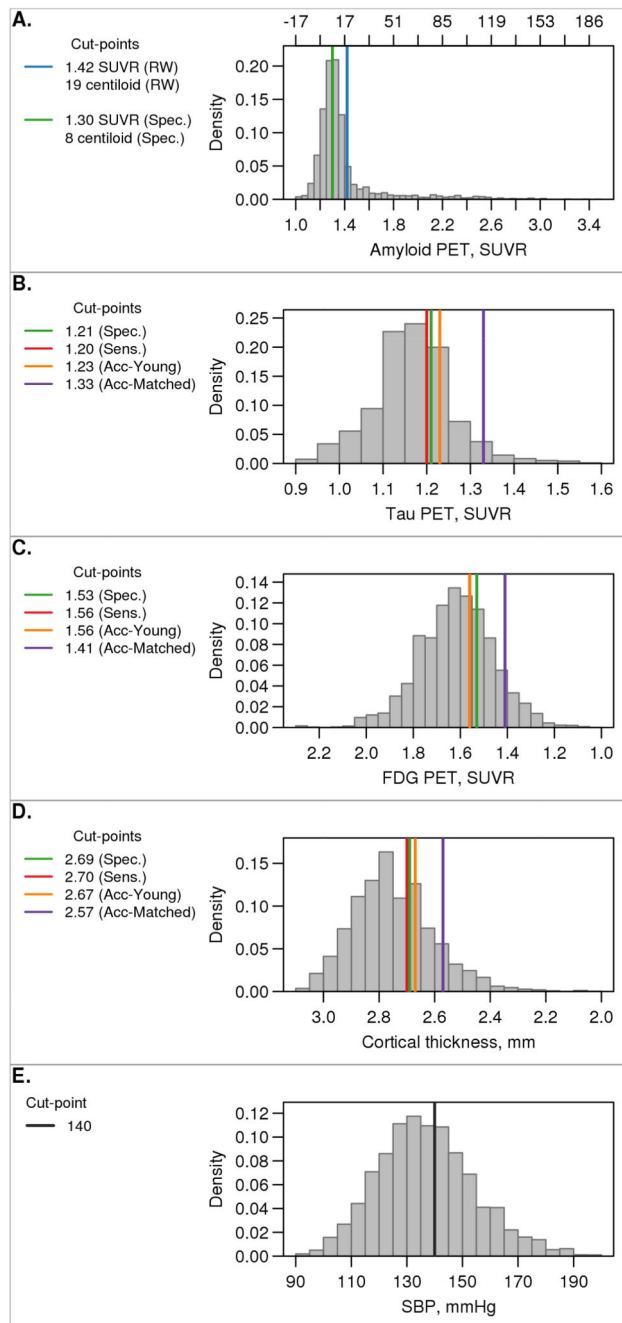 A.
-17 17 51 85 119 153 186
Cut-points
1.42 SUVR (RW)
19 centiloid (RW)
1.30 SUVR (Spec.)
8 centiloid (Spec.)
Density
0.20
0.15
0.10
0.05
0.00
1.0 1.4 1.8 2.2 2.6 3.0 3.4
Amyloid PET, SUVR
B.
Cut-points
1.21 (Spec.)
1.20 (Sens.)
1.23 (Acc-Young)
1.33 (Acc-Matched)
Density
0.25
0.20
0.15
0.10
0.05
0.00
0.9 1.0 1.1 1.2 1.3 1.4 1.5 1.6
Tau PET, SUVR
C.
Cut-points
1.53 (Spec.)
1.56 (Sens.)
1.56 (Acc-Young)
1.41 (Acc-Matched)
Density
0.14
0.12
0.10
0.08
0.06
0.04
0.02
0.00
2.2 2.0 1.8 1.6 1.4 1.2 1.0
FDG PET, SUVR
D.
Cut-points
2.69 (Spec.)
2.70 (Sens.)
2.67 (Acc-Young)
2.57 (Acc-Matched)
Density
0.15
0.10
0.05
0.00
3.0 2.8 2.6 2.4 2.2 2.0
Cortical thickness, mm
E.
Cut-point
140
Density
0.12
0.10
0.08
0.06
0.04
0.02
0.00
90 110 130 150 170 190
SBP, mmHg